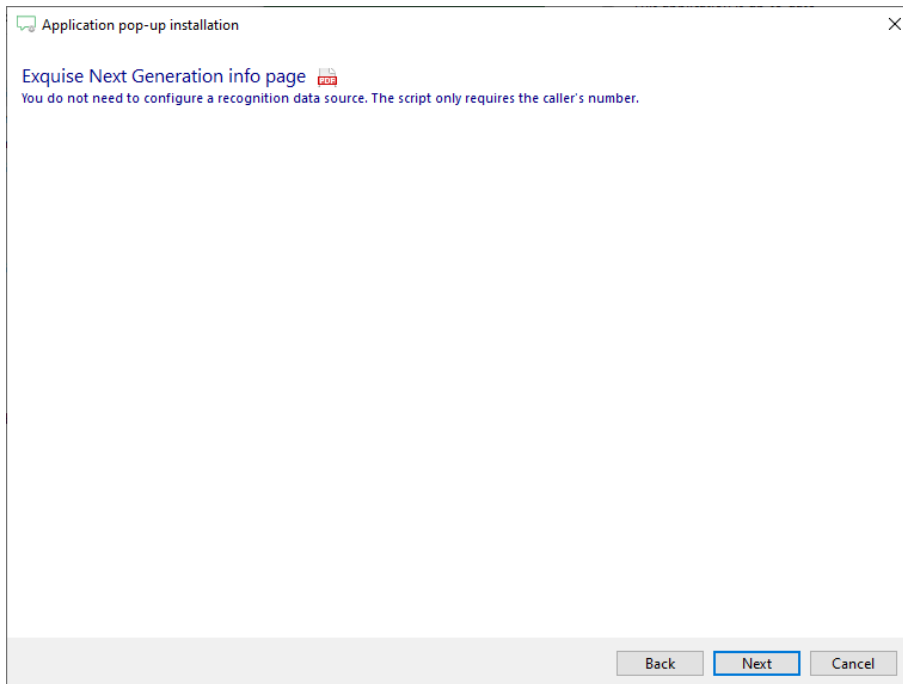 Application pop-up installation
Exquise Next Generation info page
PDF
You do not need to configure a recognition data source. The script only requires the caller's number.
Back
Next
Cancel